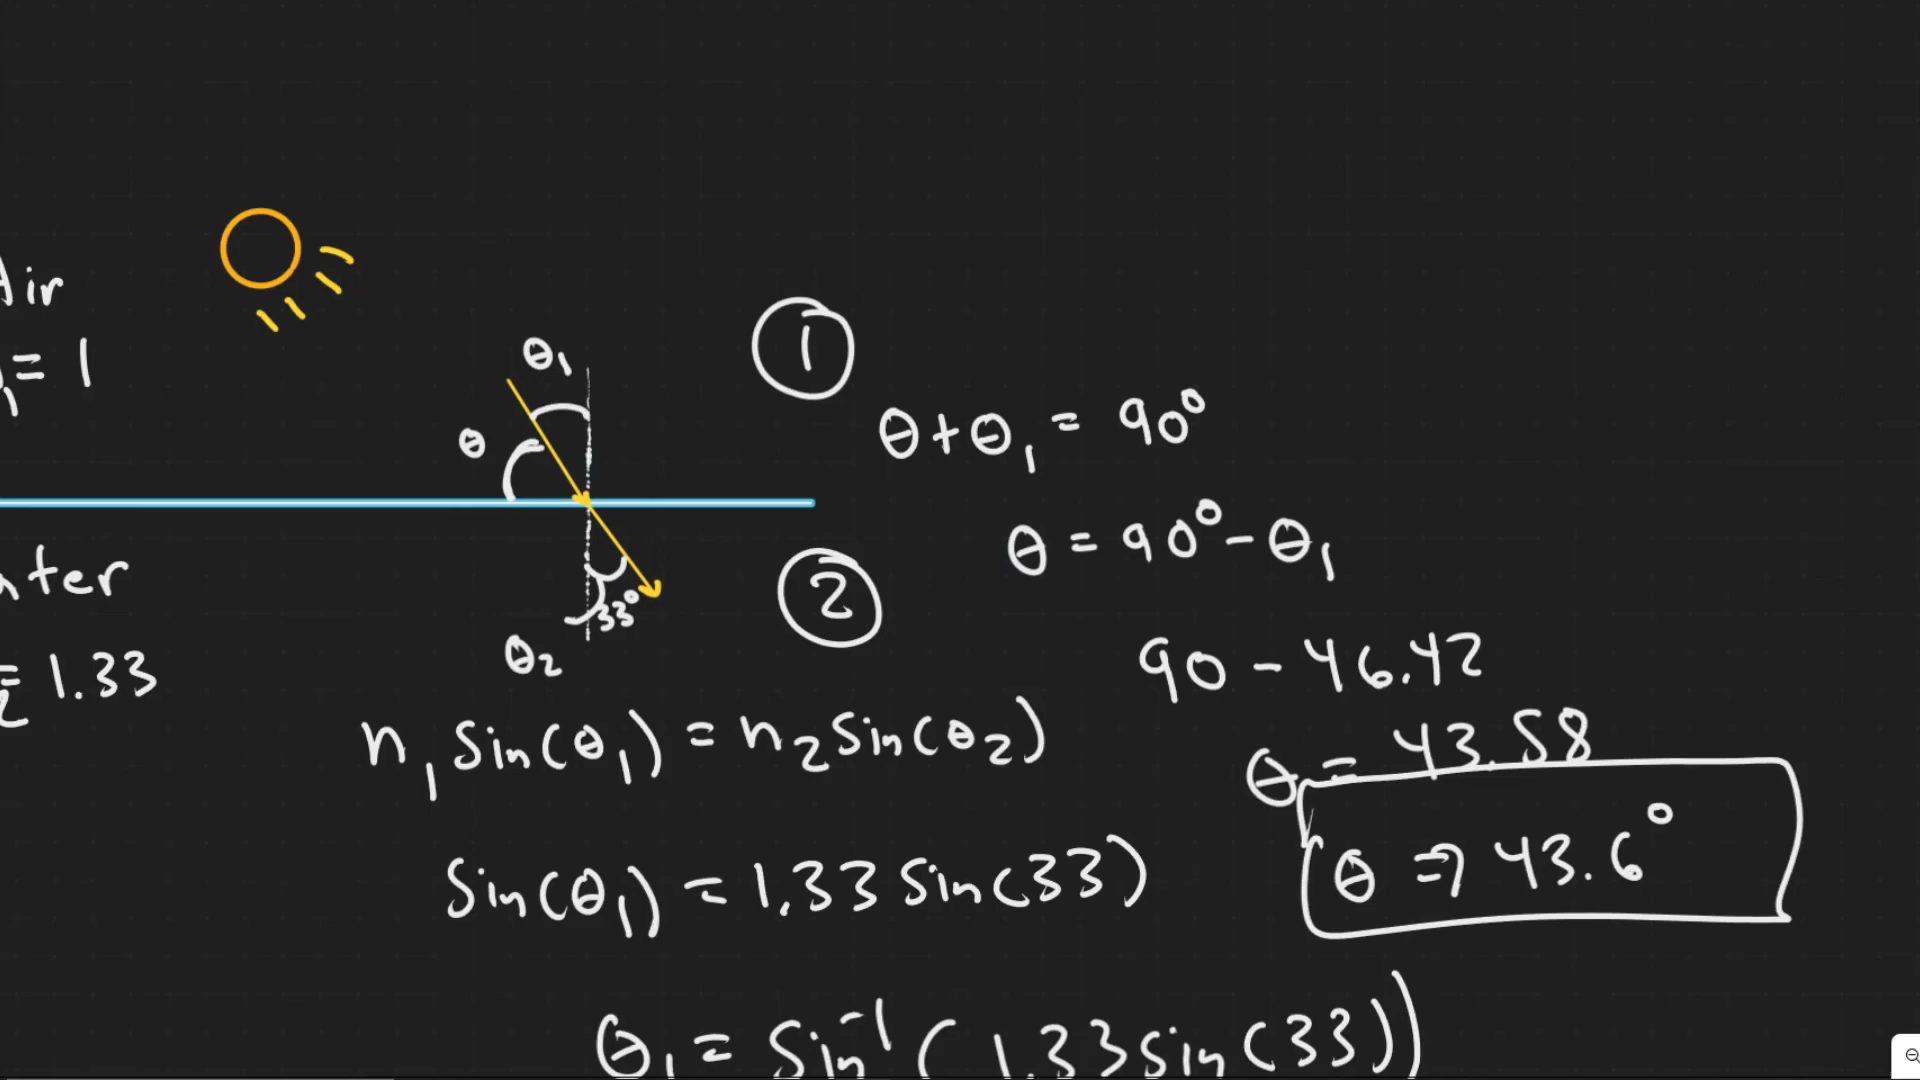 Air
= 1
θ₁
θ
①
θ + θ₁ = 90°
θ = 90° - θ₁
ater
33°
②
θ₂
2 = 1.33
90 - 46.42
n₁ sin(θ₁) = n₂ sin(θ₂)
θ = 43.58
sin(θ₁) = 1.33 sin(33)
θ ⇒ 43.6°
θ₁ = sin⁻¹(1.33 sin(33))